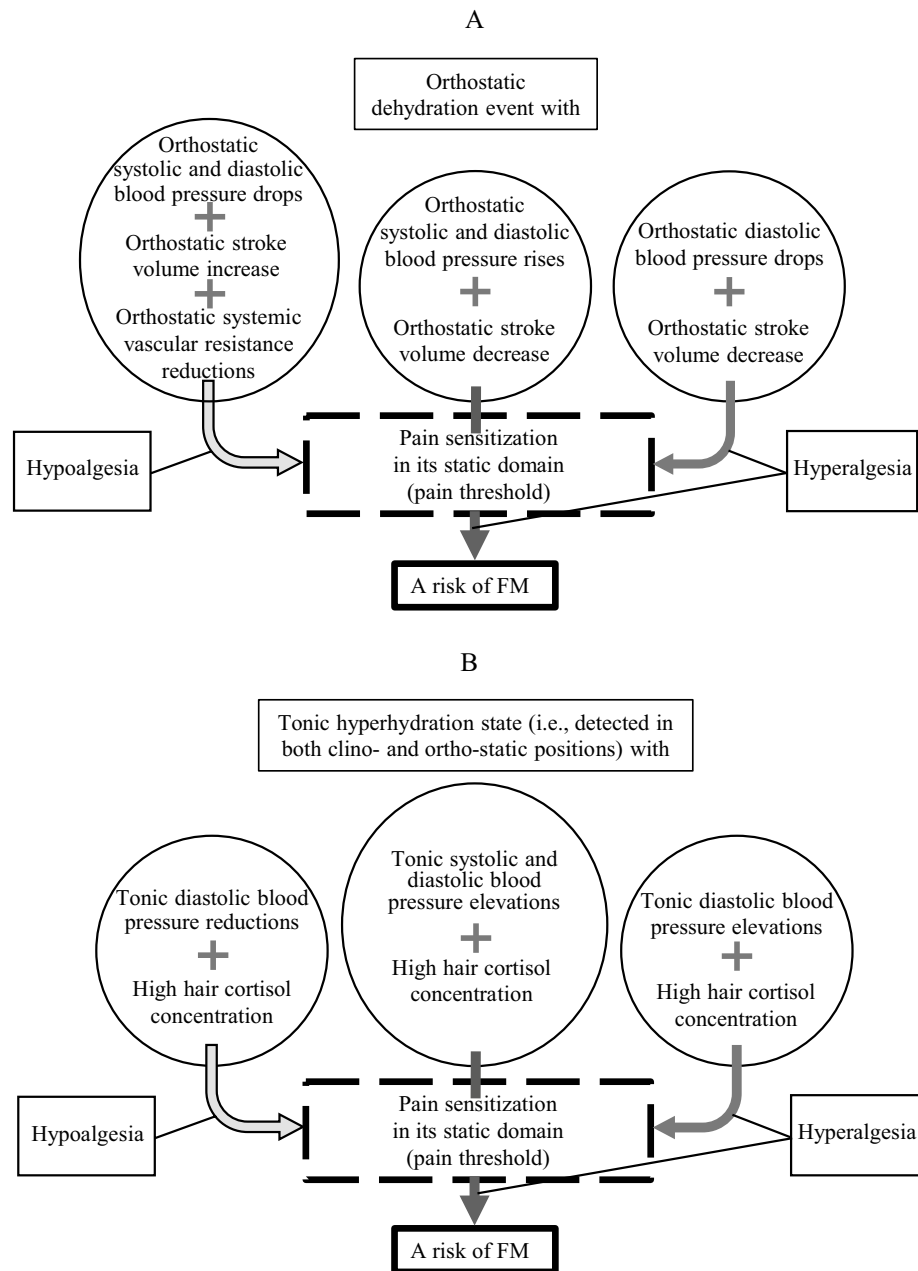 A
Orthostatic
dehydration event with
Orthostatic
systolic and diastolic
blood pressure drops
+
Orthostatic stroke
volume increase
+
Orthostatic systemic
vascular resistance
reductions
Orthostatic
systolic and diastolic
blood pressure rises
+
Orthostatic stroke
volume decrease
Orthostatic diastolic
blood pressure drops
+
Orthostatic stroke
volume decrease
Hypoalgesia
Pain sensitization
in its static domain
(pain threshold)
Hyperalgesia
A risk of FM
B
Tonic hyperhydration state (i.e., detected in
both clino- and ortho-static positions) with
Tonic diastolic blood
pressure reductions
+
High hair cortisol
concentration
Tonic systolic and
diastolic blood
pressure elevations
+
High hair cortisol
concentration
Tonic diastolic blood
pressure elevations
+
High hair cortisol
concentration
Hypoalgesia
Pain sensitization
in its static domain
(pain threshold)
Hyperalgesia
A risk of FM